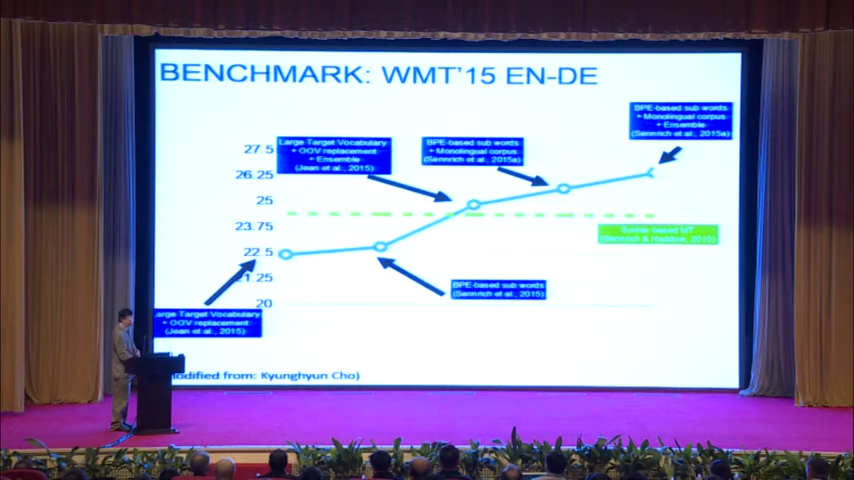 BENCHMARK: WMT'15 EN-DE
BPE-based sub words
+ Monolingual corpus
+ Ensemble
(Sennrich et al., 2015a)
Large Target Vocabulary
+ OOV replacement
+ Ensemble
(Jean et al., 2015)
BPE-based sub words
+ Monolingual corpus
(Sennrich et al., 2015a)
27.5
26.25
25
23.75
22.5
21.25
20
Syntax-based MT
(Sennrich & Haddow, 2015)
BPE-based sub words
(Sennrich et al., 2015)
arge Target Vocabulary
+ OOV replacement
(Jean et al., 2015)
odified from: Kyunghyun Cho)